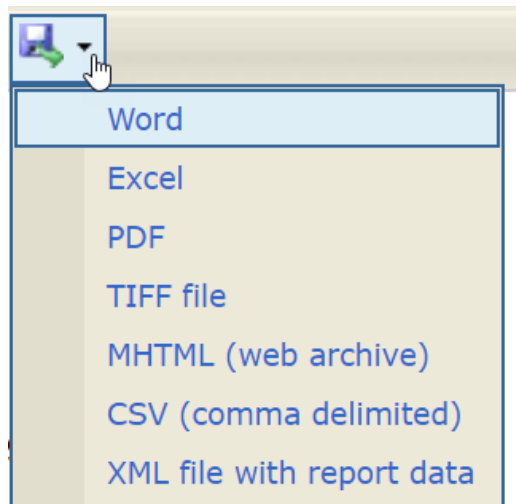 Word
Excel
PDF
TIFF file
MHTML (web archive)
CSV (comma delimited)
XML file with report data